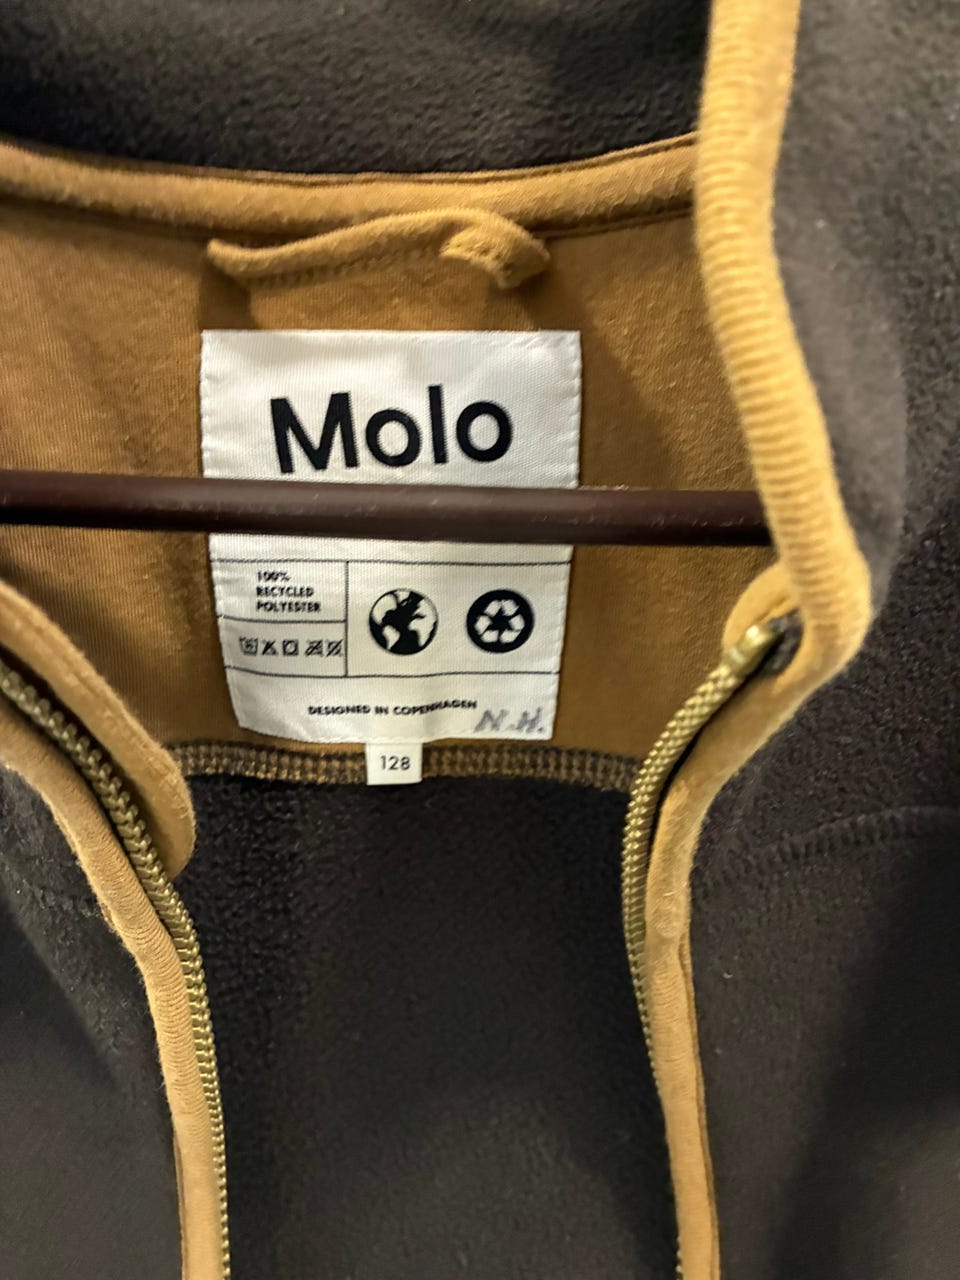 Molo
100%
RECYCLED
POLYESTER
DESIGNED IN COPENHAGEN
N.H.
128